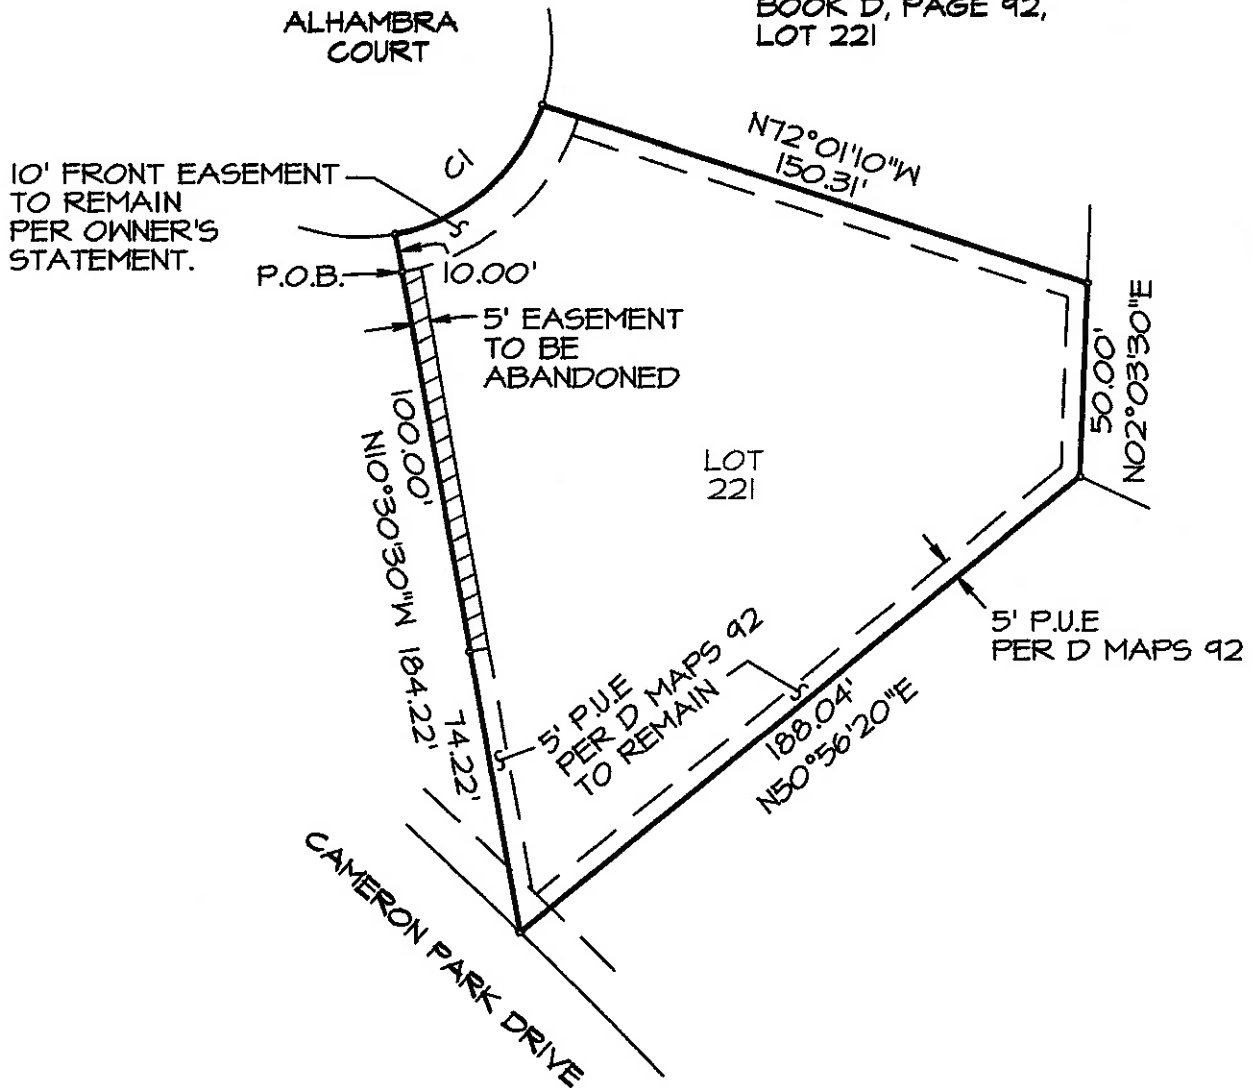 ALHAMBRA
COURT
BOOK D, PAGE 92,
LOT 221
10' FRONT EASEMENT
TO REMAIN
PER OWNER'S
STATEMENT.
C1
N72°01'10"W
150.31'
P.O.B.
10.00'
5' EASEMENT
TO BE
ABANDONED
50.00'
N02°03'30"E
100.00'
N10°30'30"W 184.22'
74.22'
LOT
221
5' P.U.E
PER D MAPS 92
TO REMAIN
5' P.U.E
PER D MAPS 92
188.04'
N50°56'20"E
CAMERON PARK DRIVE